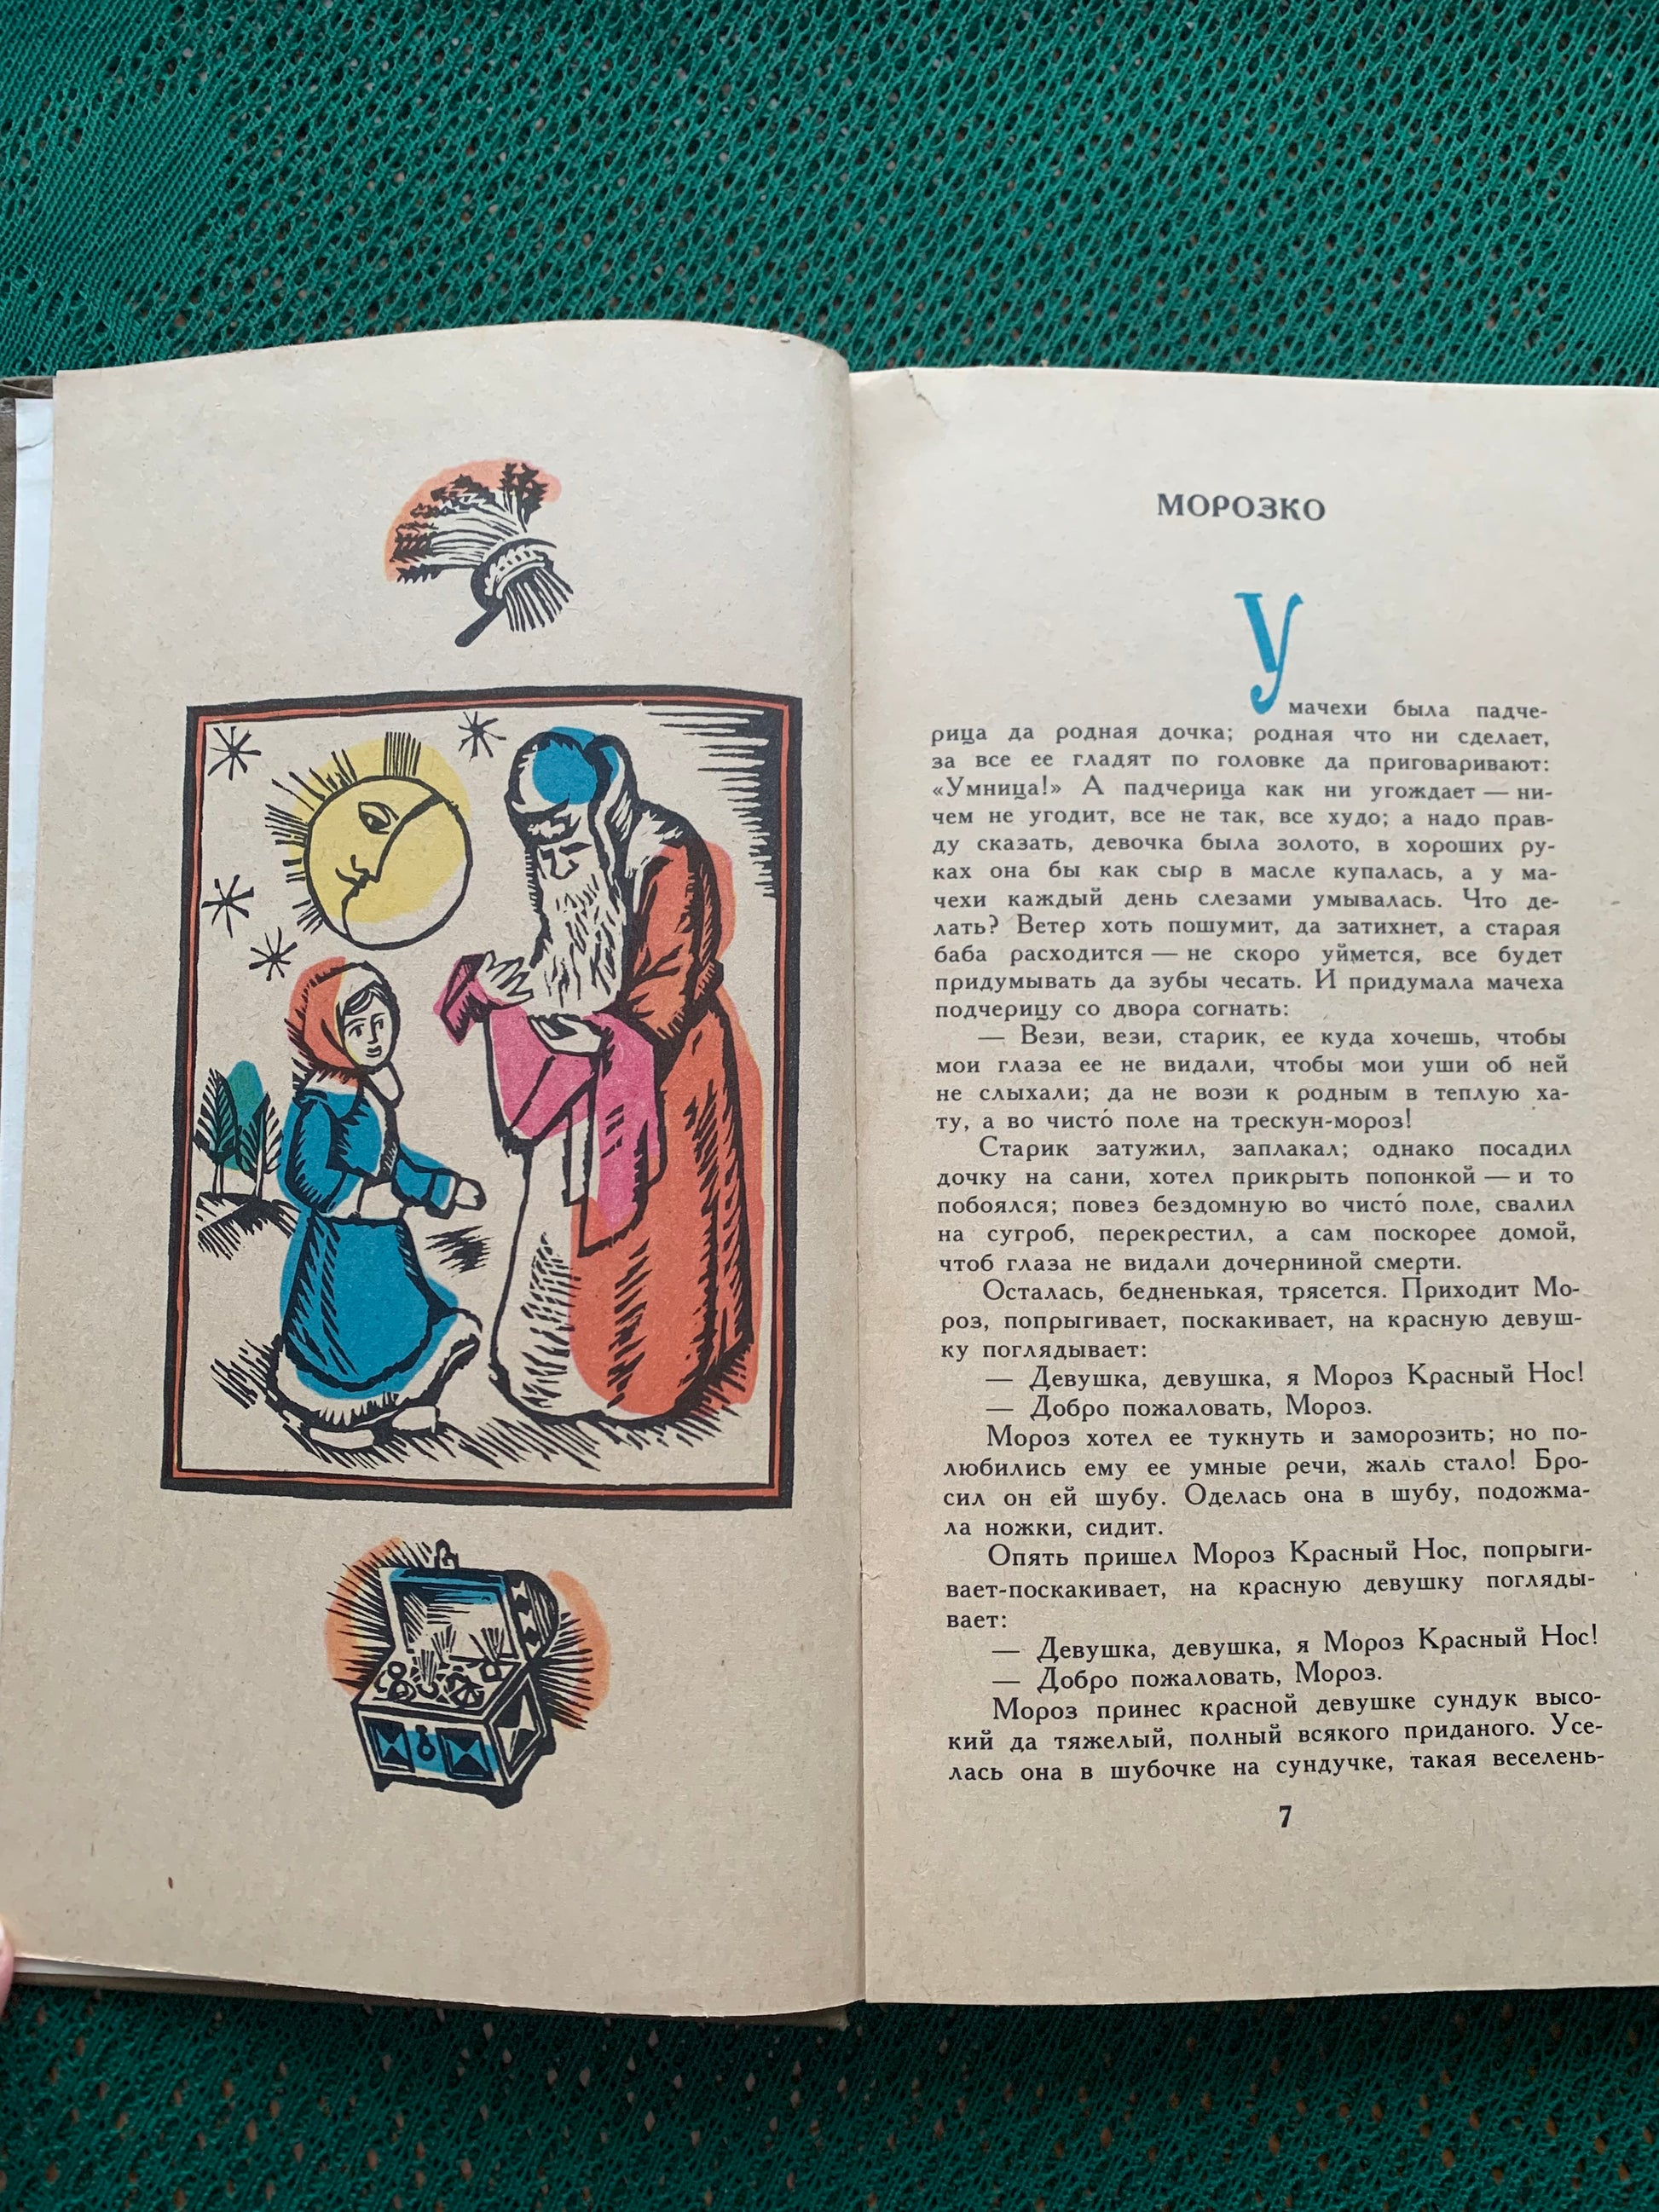 МОРОЗКО
У
мачехи была падче-
рица да родная дочка; родная что ни сделает,
за все ее гладят по головке да приговаривают:
«Умница!» А падчерица как ни угождает — ни-
чем не угодит, все не так, все худо; а надо прав-
ду сказать, девочка была золото, в хороших ру-
ках она бы как сыр в масле купалась, а у ма-
чехи каждый день слезами умывалась. Что де-
лать? Ветер хоть пошумит, да затихнет, а старая
баба расходится — не скоро уймется, все будет
придумывать да зубы чесать. И придумала мачеха
подчерицу со двора согнать:
— Вези, вези, старик, ее куда хочешь, чтобы
мои глаза ее не видали, чтобы мои уши об ней
не слыхали; да не вози к родным в теплую ха-
ту, а во чисто́ поле на трескун-мороз!
Старик затужил, заплакал; однако посадил
дочку на сани, хотел прикрыть попонкой — и то
побоялся; повез бездомную во чисто́ поле, свалил
на сугроб, перекрестил, а сам поскорее домой,
чтоб глаза не видали дочерниной смерти.
Осталась, бедненькая, трясется. Приходит Мо-
роз, попрыгивает, поскакивает, на красную девуш-
ку поглядывает:
— Девушка, девушка, я Мороз Красный Нос!
— Добро пожаловать, Мороз.
Мороз хотел ее тукнуть и заморозить; но по-
любились ему ее умные речи, жаль стало! Бро-
сил он ей шубу. Оделась она в шубу, подожма-
ла ножки, сидит.
Опять пришел Мороз Красный Нос, попрыги-
вает-поскакивает, на красную девушку погляды-
вает:
— Девушка, девушка, я Мороз Красный Нос!
— Добро пожаловать, Мороз.
Мороз принес красной девушке сундук высо-
кий да тяжелый, полный всякого приданого. Усе-
лась она в шубочке на сундучке, такая веселень-
7